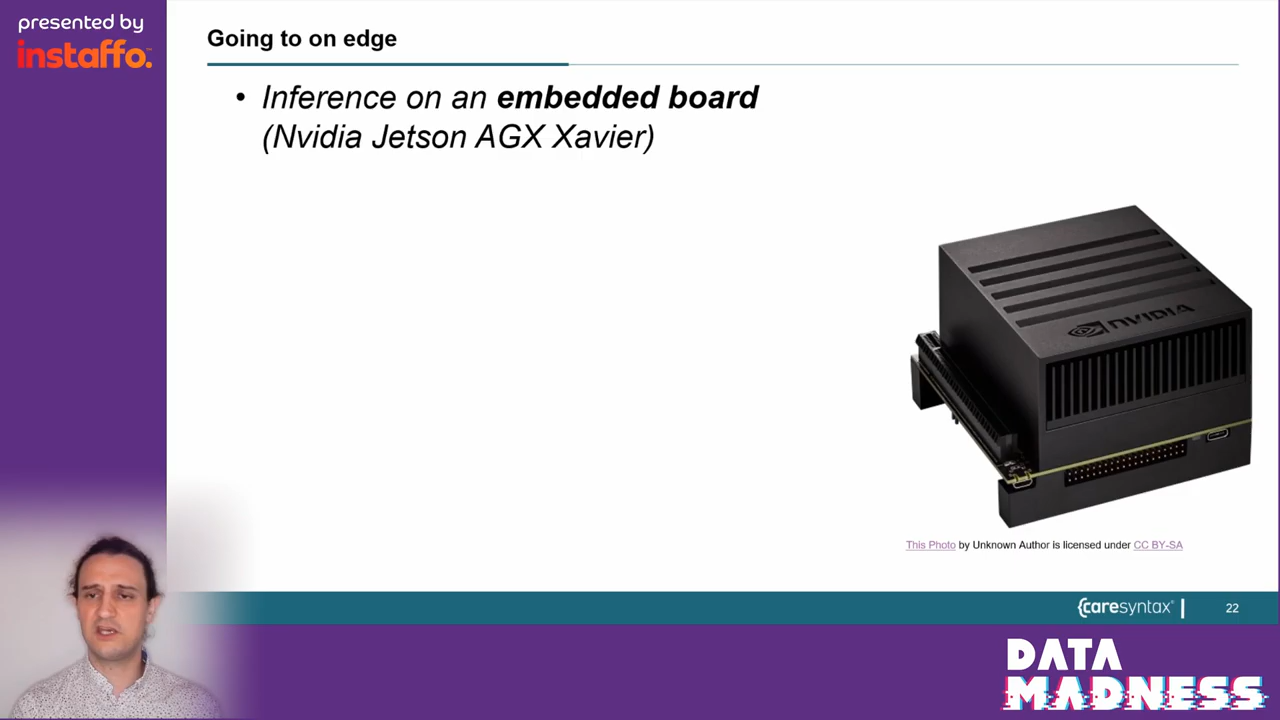 presented by
instaffo.
Going to on edge
• Inference on an embedded board
(Nvidia Jetson AGX Xavier)
NVIDIA
This Photo by Unknown Author is licensed under CC BY-SA
{caresyntax® |
22
DATA
MADNESS